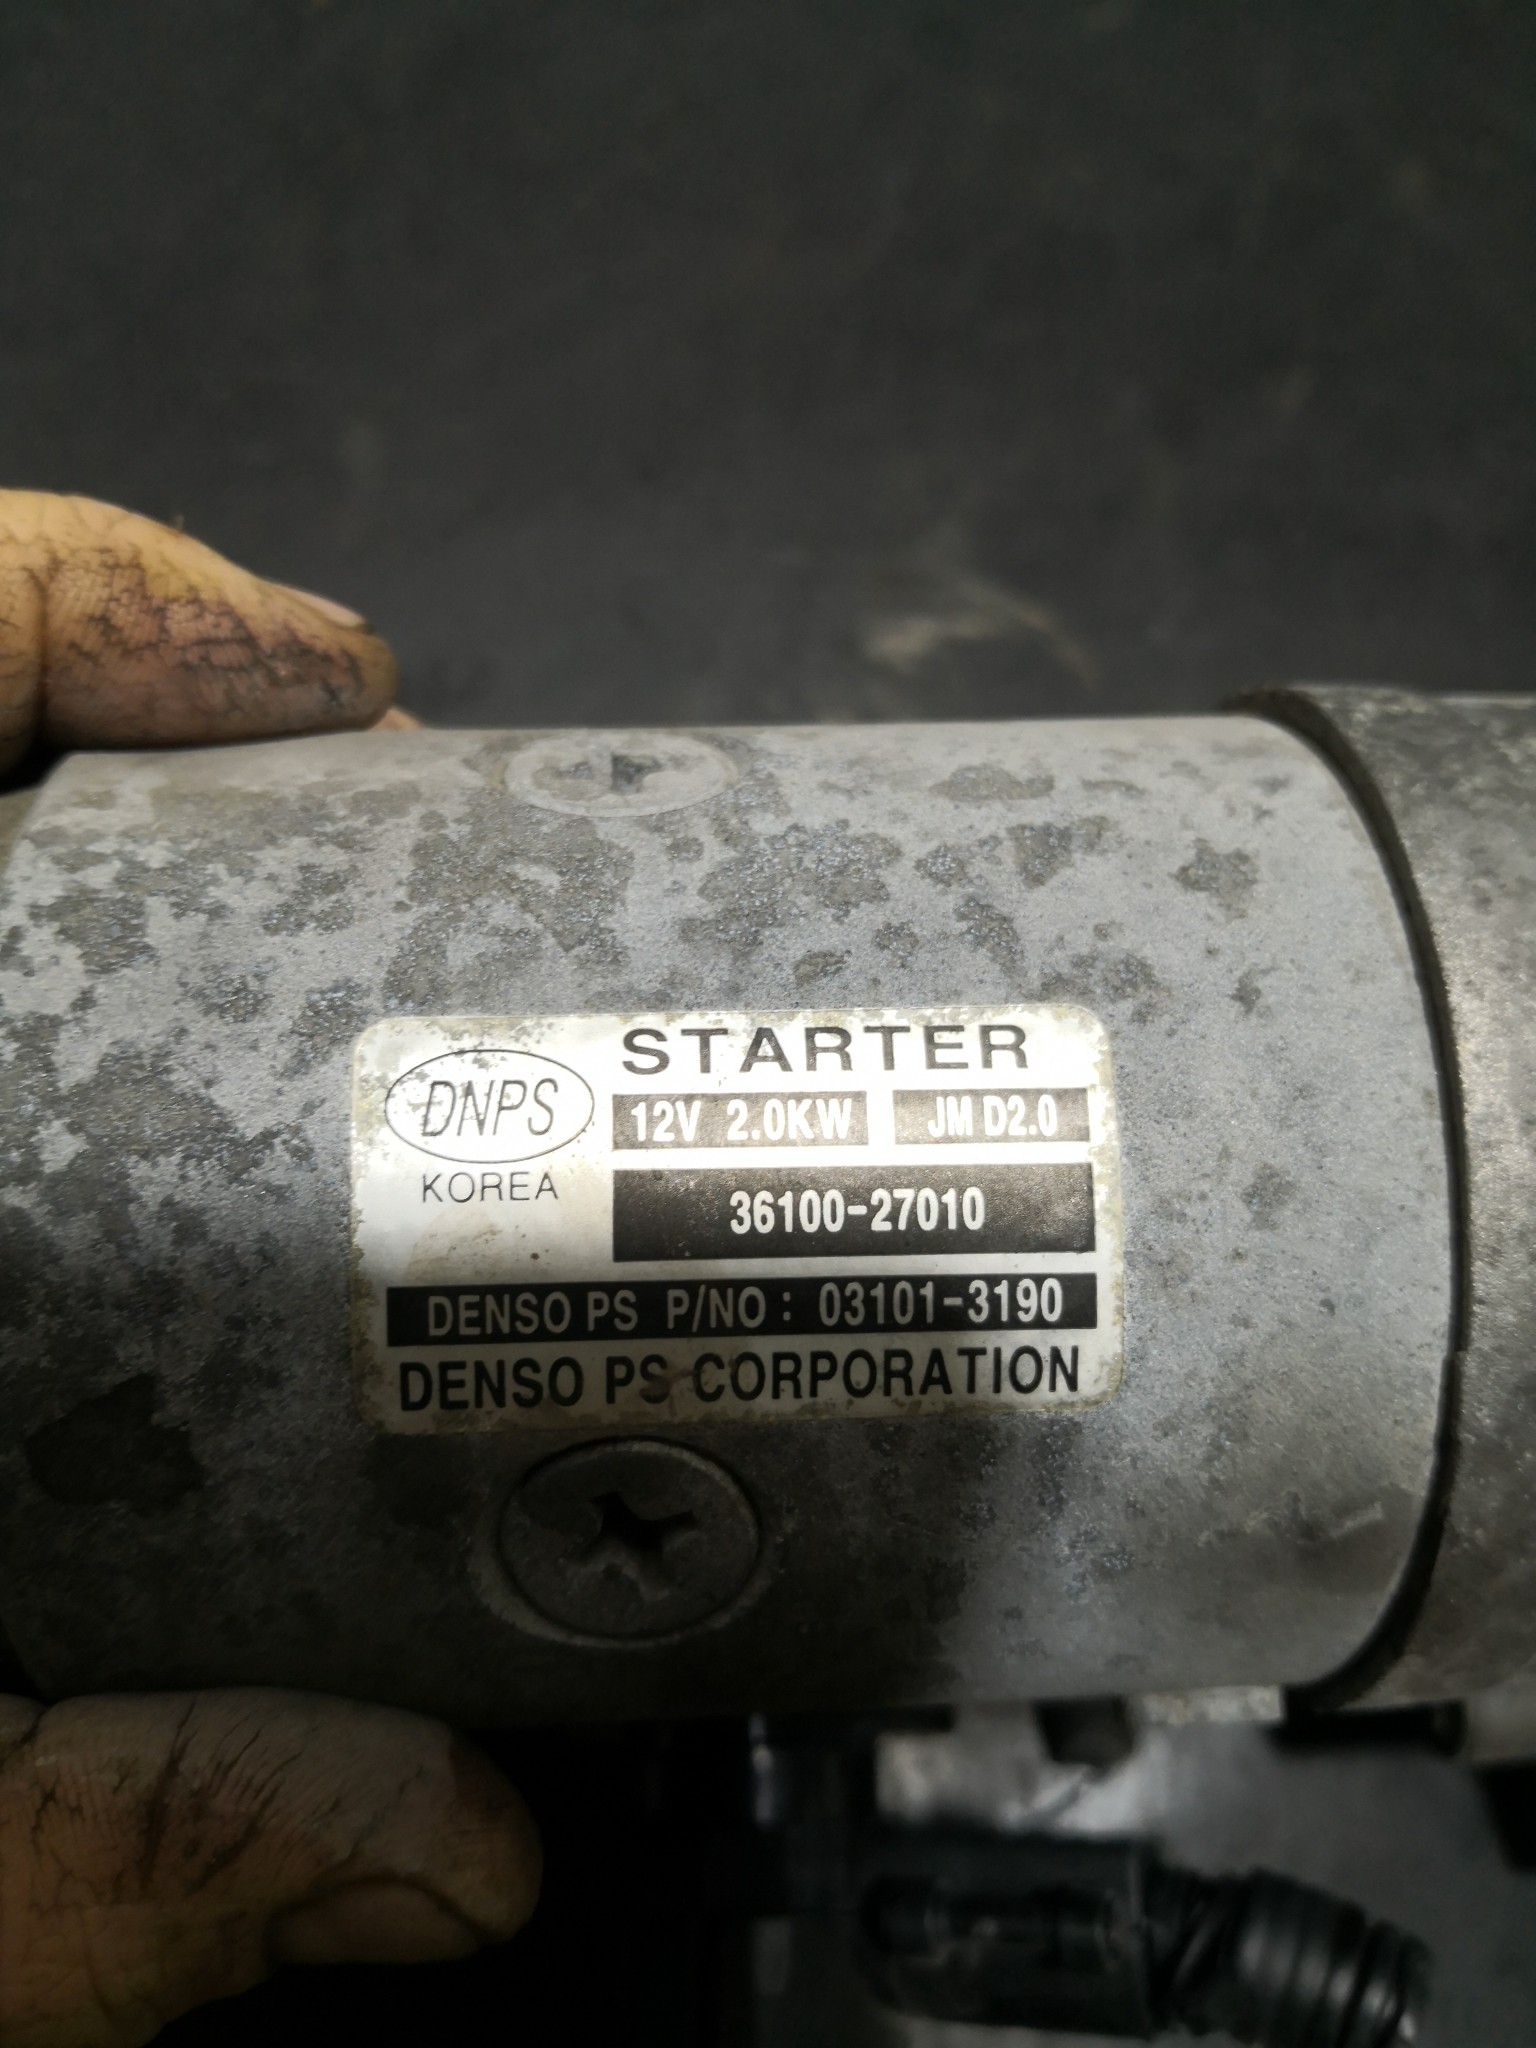 STARTER
DNPS
12V 2.0KW JM D2.0
KOREA
36100-27010
DENSO PS P/NO: 03101-3190
DENSO PS CORPORATION